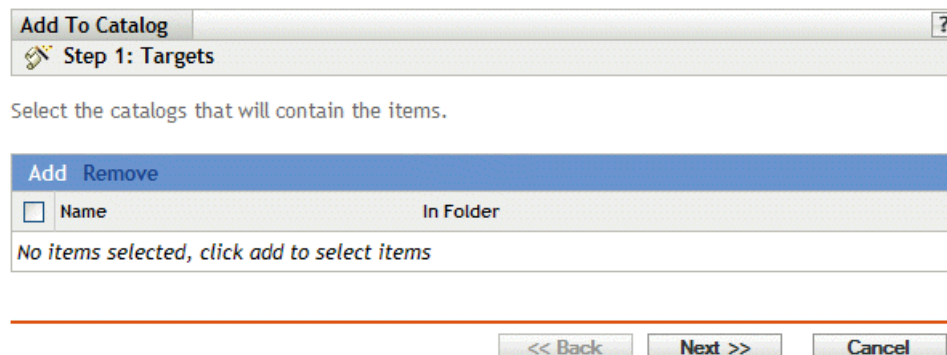 Add To Catalog ?
Step 1: Targets
Select the catalogs that will contain the items.
Add Remove
Name In Folder
No items selected, click add to select items
<< Back Next >> Cancel